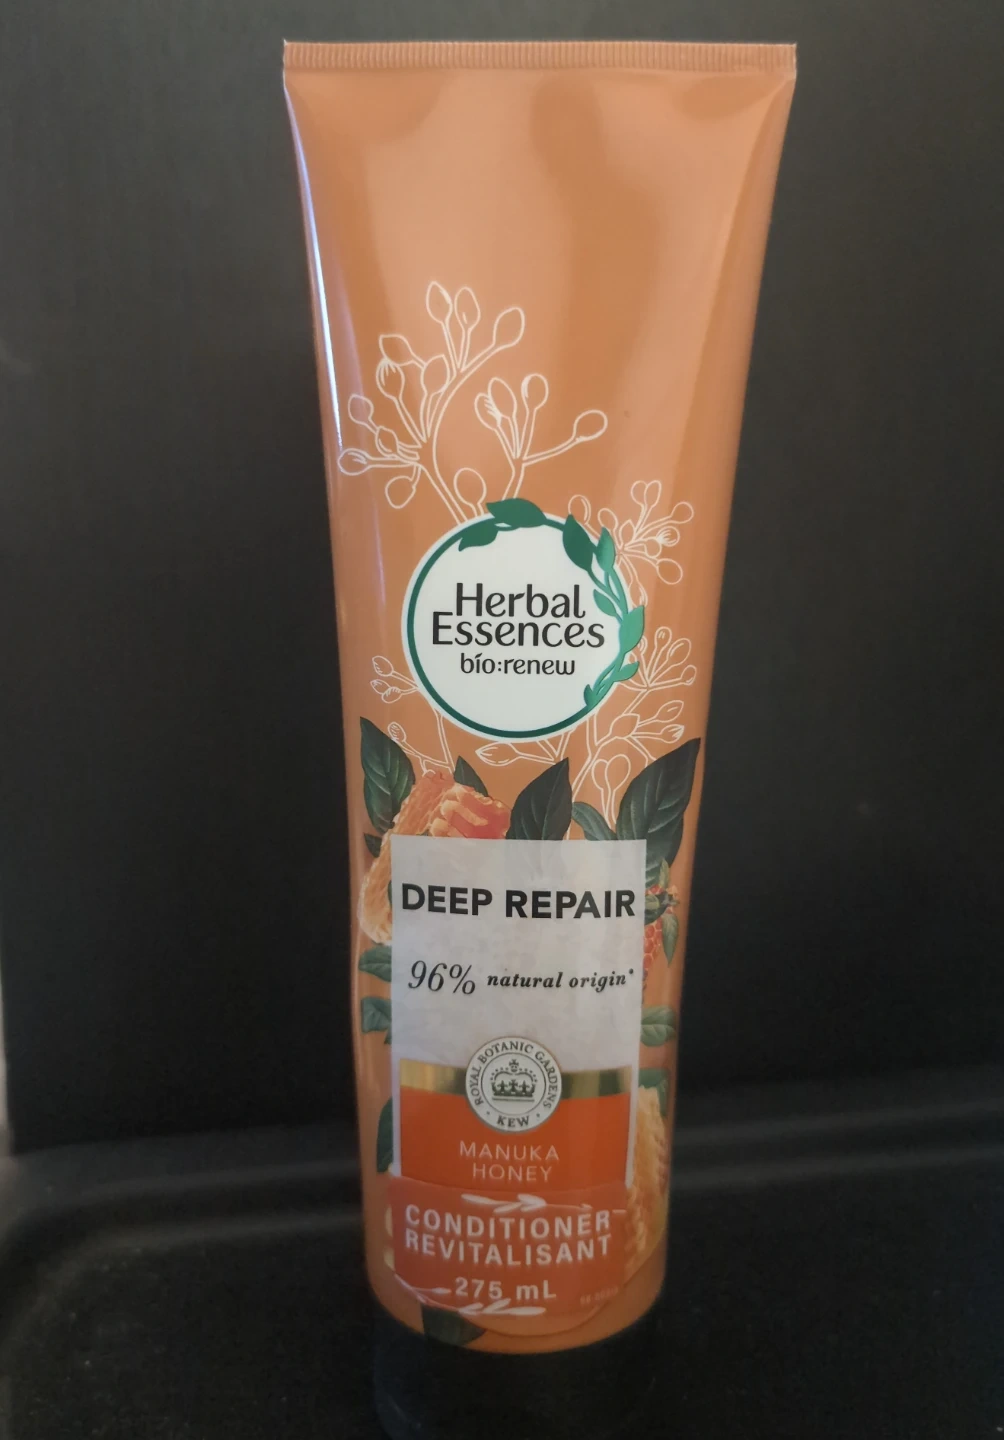 Herbal
Essences
bío:renew
DEEP REPAIR
96% natural origin*
ROYAL BOTANIC GARDENS
KEW
MANUKA
HONEY
CONDITIONER
REVITALISANT
275 mL